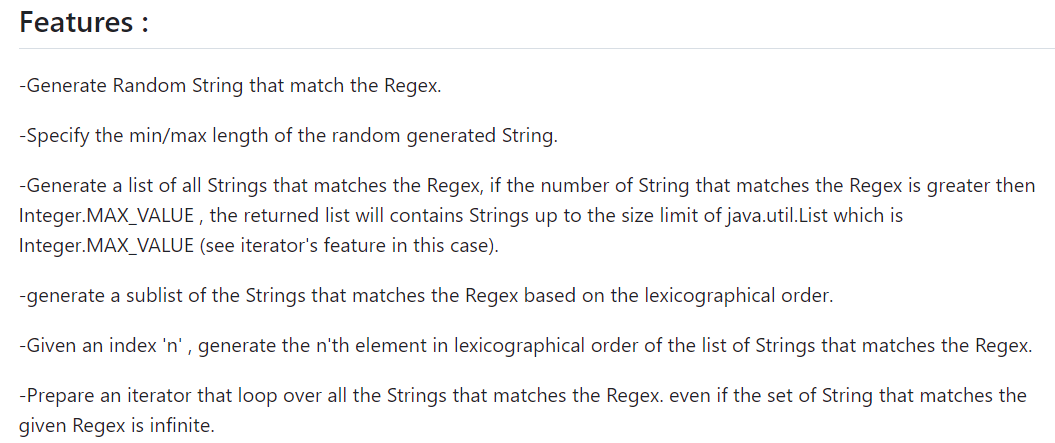 Features :
-Generate Random String that match the Regex.
-Specify the min/max length of the random generated String.
-Generate a list of all Strings that matches the Regex, if the number of String that matches the Regex is greater then
Integer.MAX_VALUE , the returned list will contains Strings up to the size limit of java.util.List which is
Integer.MAX_VALUE (see iterator's feature in this case).
-generate a sublist of the Strings that matches the Regex based on the lexicographical order.
-Given an index 'n' , generate the n'th element in lexicographical order of the list of Strings that matches the Regex.
-Prepare an iterator that loop over all the Strings that matches the Regex. even if the set of String that matches the
given Regex is infinite.